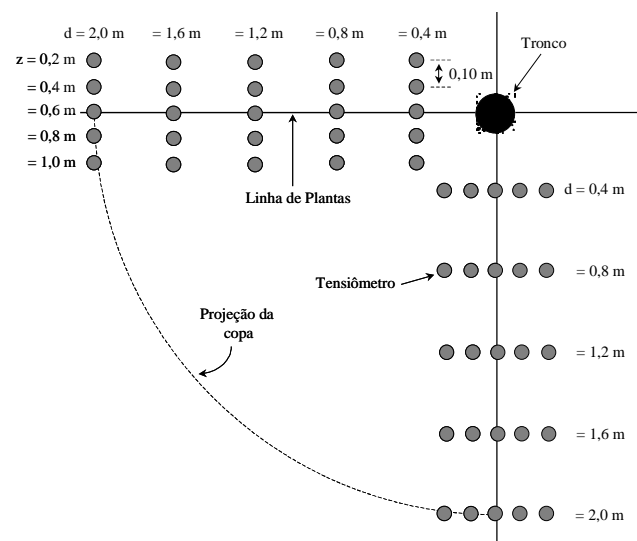 d = 2,0 m = 1,6 m = 1,2 m = 0,8 m = 0,4 m
Tronco
z = 0,2 m
= 0,4 m
0,10 m
= 0,6 m
= 0,8 m
= 1,0 m
Linha de Plantas
d = 0,4 m
= 0,8 m
Tensiômetro
Projeção da
copa
= 1,2 m
= 1,6 m
= 2,0 m